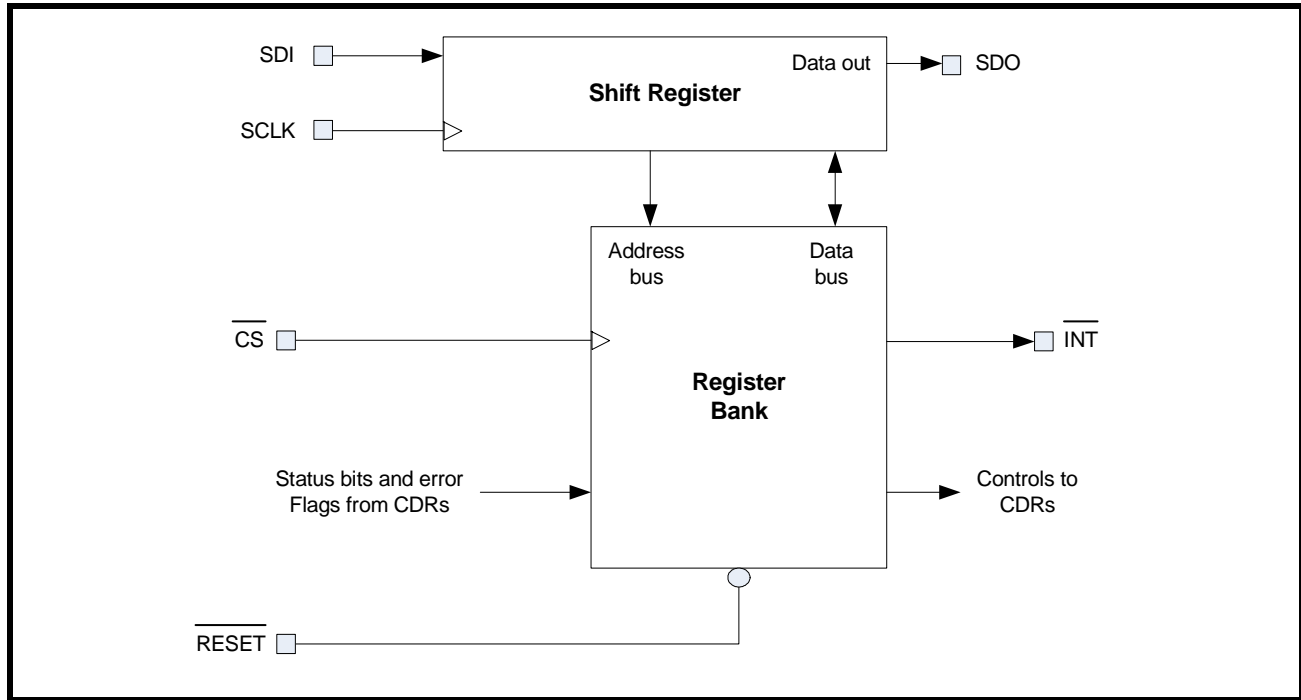 SDI
Data out
SDO
Shift Register
SCLK
Address
bus
Data
bus
CS
INT
Register
Bank
Status bits and error
Flags from CDRs
Controls to
CDRs
RESET